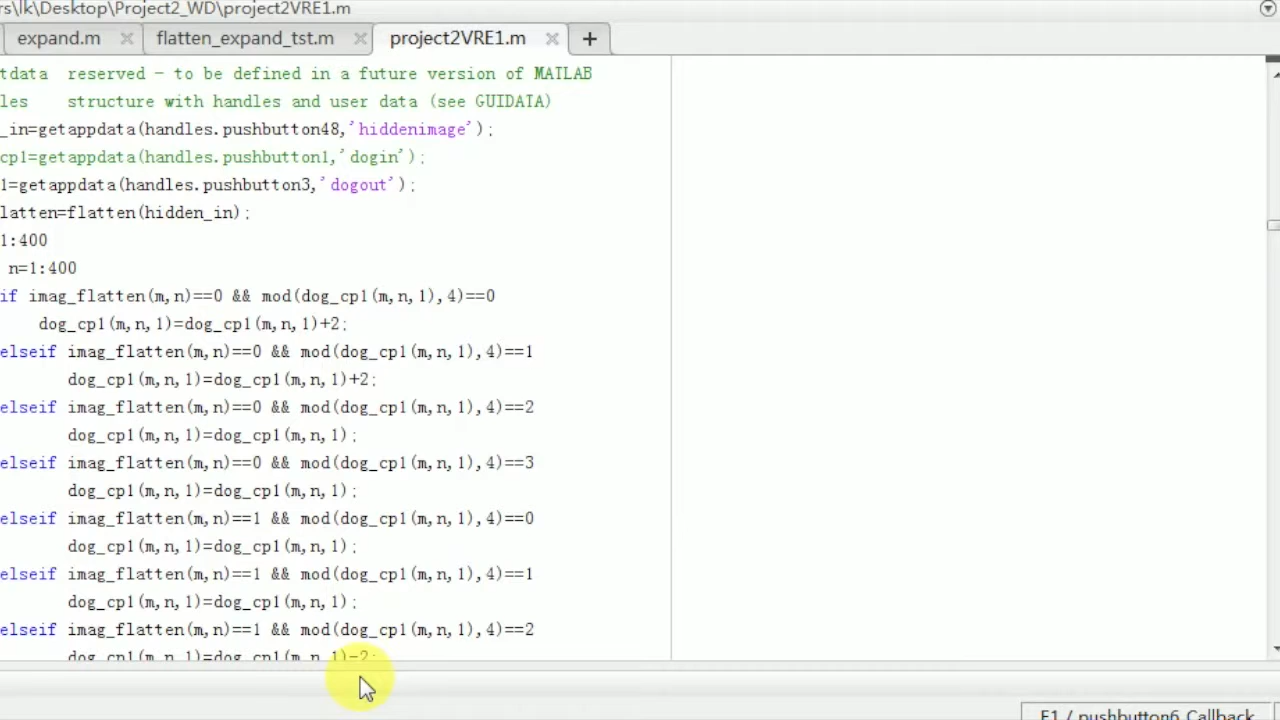 rs\lk\Desktop\Project2_WD\project2VRE1.m
expand.m × flatten_expand_tst.m × project2VRE1.m × +
tdata reserved - to be defined in a future version of MATLAB
les structure with handles and user data (see GUIDATA)
_in=getappdata(handles.pushbutton48,'hiddenimage');
cp1=getappdata(handles.pushbutton1,'dogin');
1=getappdata(handles.pushbutton3,'dogout');
latten=flatten(hidden_in);
1:400
n=1:400
if imag_flatten(m,n)==0 && mod(dog_cp1(m,n,1),4)==0
dog_cp1(m,n,1)=dog_cp1(m,n,1)+2;
elseif imag_flatten(m,n)==0 && mod(dog_cp1(m,n,1),4)==1
dog_cp1(m,n,1)=dog_cp1(m,n,1)+2;
elseif imag_flatten(m,n)==0 && mod(dog_cp1(m,n,1),4)==2
dog_cp1(m,n,1)=dog_cp1(m,n,1);
elseif imag_flatten(m,n)==0 && mod(dog_cp1(m,n,1),4)==3
dog_cp1(m,n,1)=dog_cp1(m,n,1);
elseif imag_flatten(m,n)==1 && mod(dog_cp1(m,n,1),4)==0
dog_cp1(m,n,1)=dog_cp1(m,n,1);
elseif imag_flatten(m,n)==1 && mod(dog_cp1(m,n,1),4)==1
dog_cp1(m,n,1)=dog_cp1(m,n,1);
elseif imag_flatten(m,n)==1 && mod(dog_cp1(m,n,1),4)==2
dog_cp1(m,n,1)=dog_cp1(m,n,1)-2;
E1 / pushbutton6_Callback